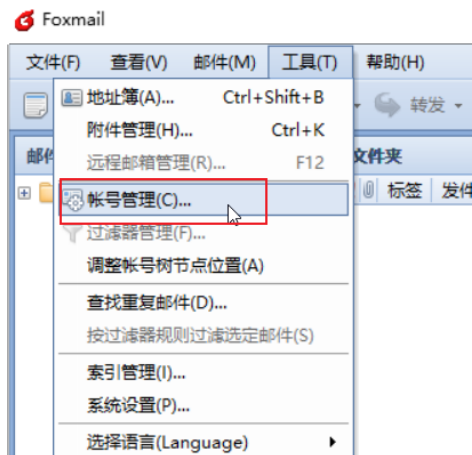 Foxmail
文件(F) 查看(V) 邮件(M) 工具(T) 帮助(H)
地址簿(A)... Ctrl+Shift+B
转发
附件管理(H)... Ctrl+K
远程邮箱管理(R)... F12
文件夹
帐号管理(C)...
标签 发件
过滤器管理(F)...
调整帐号树节点位置(A)
查找重复邮件(D)...
按过滤器规则过滤选定邮件(S)
索引管理(I)...
系统设置(P)...
选择语言(Language)